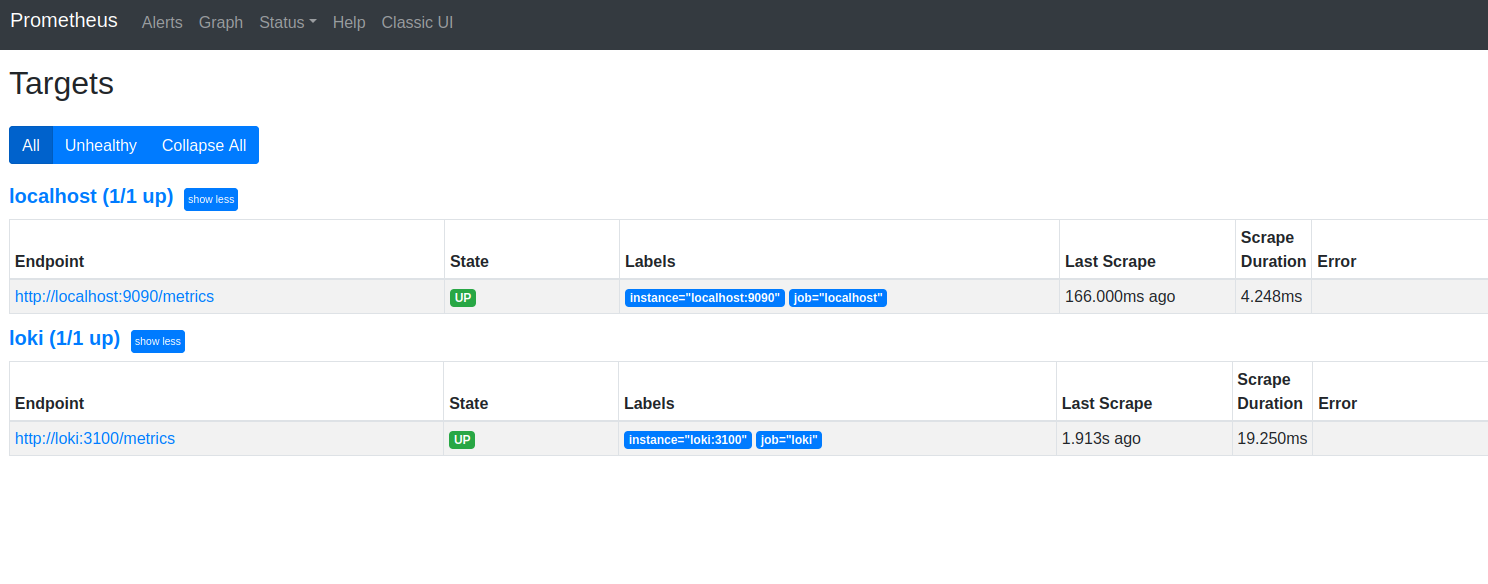 Prometheus Alerts Graph Status Help Classic UI
Targets
All Unhealthy Collapse All
localhost (1/1 up) show less
Endpoint State Labels Last Scrape Scrape Duration Error
http://localhost:9090/metrics UP instance="localhost:9090" job="localhost" 166.000ms ago 4.248ms
loki (1/1 up) show less
Endpoint State Labels Last Scrape Scrape Duration Error
http://loki:3100/metrics UP instance="loki:3100" job="loki" 1.913s ago 19.250ms